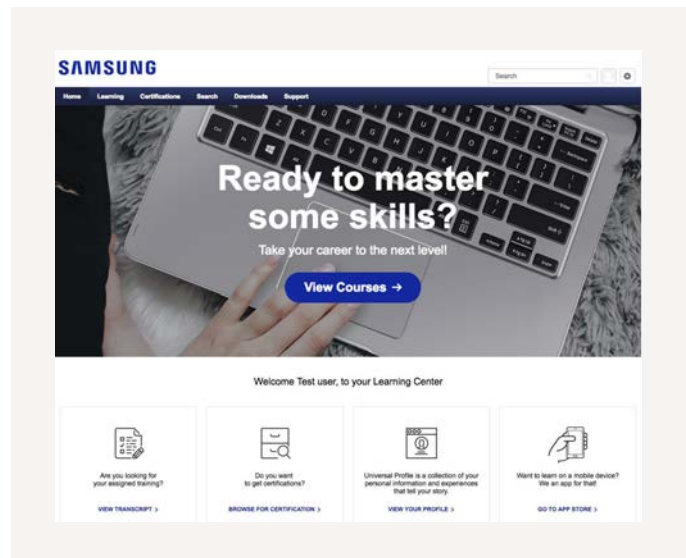 SAMSUNG
Search
Home Learning Certifications Search Downloads Support
Ready to master
some skills?
Take your career to the next level!
View Courses →
Welcome Test user, to your Learning Center
Are you looking for
your assigned training?
VIEW TRANSCRIPT >
Do you want
to get certifications?
BROWSE FOR CERTIFICATION >
Universal Profile is a collection of your
personal information and experiences
that tell your story.
VIEW YOUR PROFILE >
Want to learn on a mobile device?
We an app for that!
GO TO APP STORE >